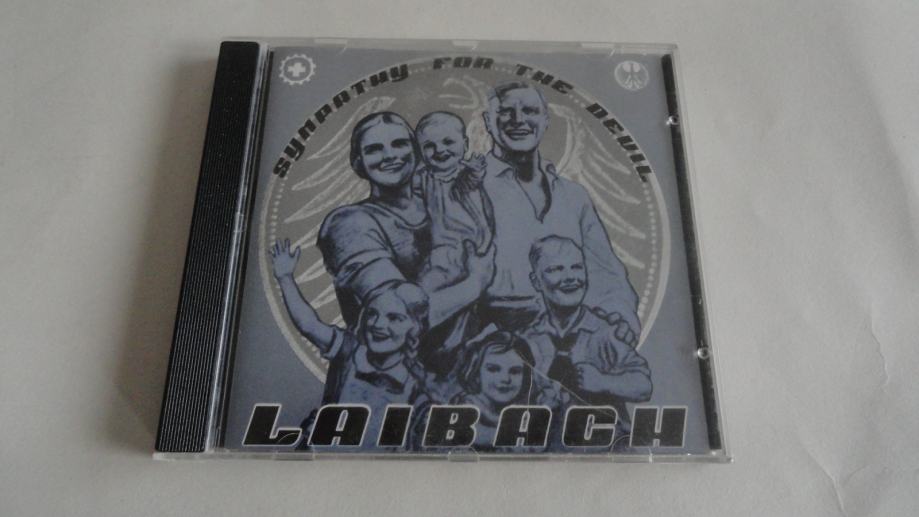 SYMPATHY FOR THE DEVIL
LAIBACH